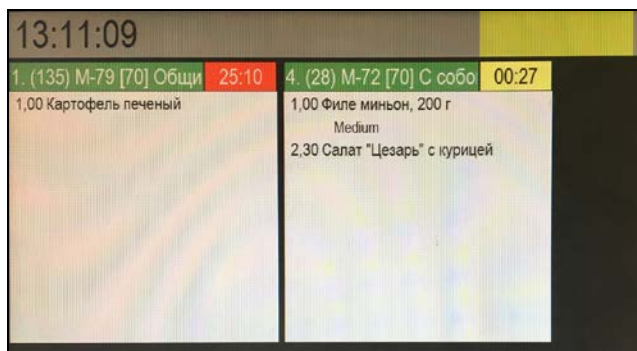 13:11:09
1. (135) М-79 [70] Общи 25:10
1,00 Картофель печеный
4. (28) М-72 [70] С собо 00:27
1,00 Филе миньон, 200 г
Medium
2,30 Салат "Цезарь" с курицей